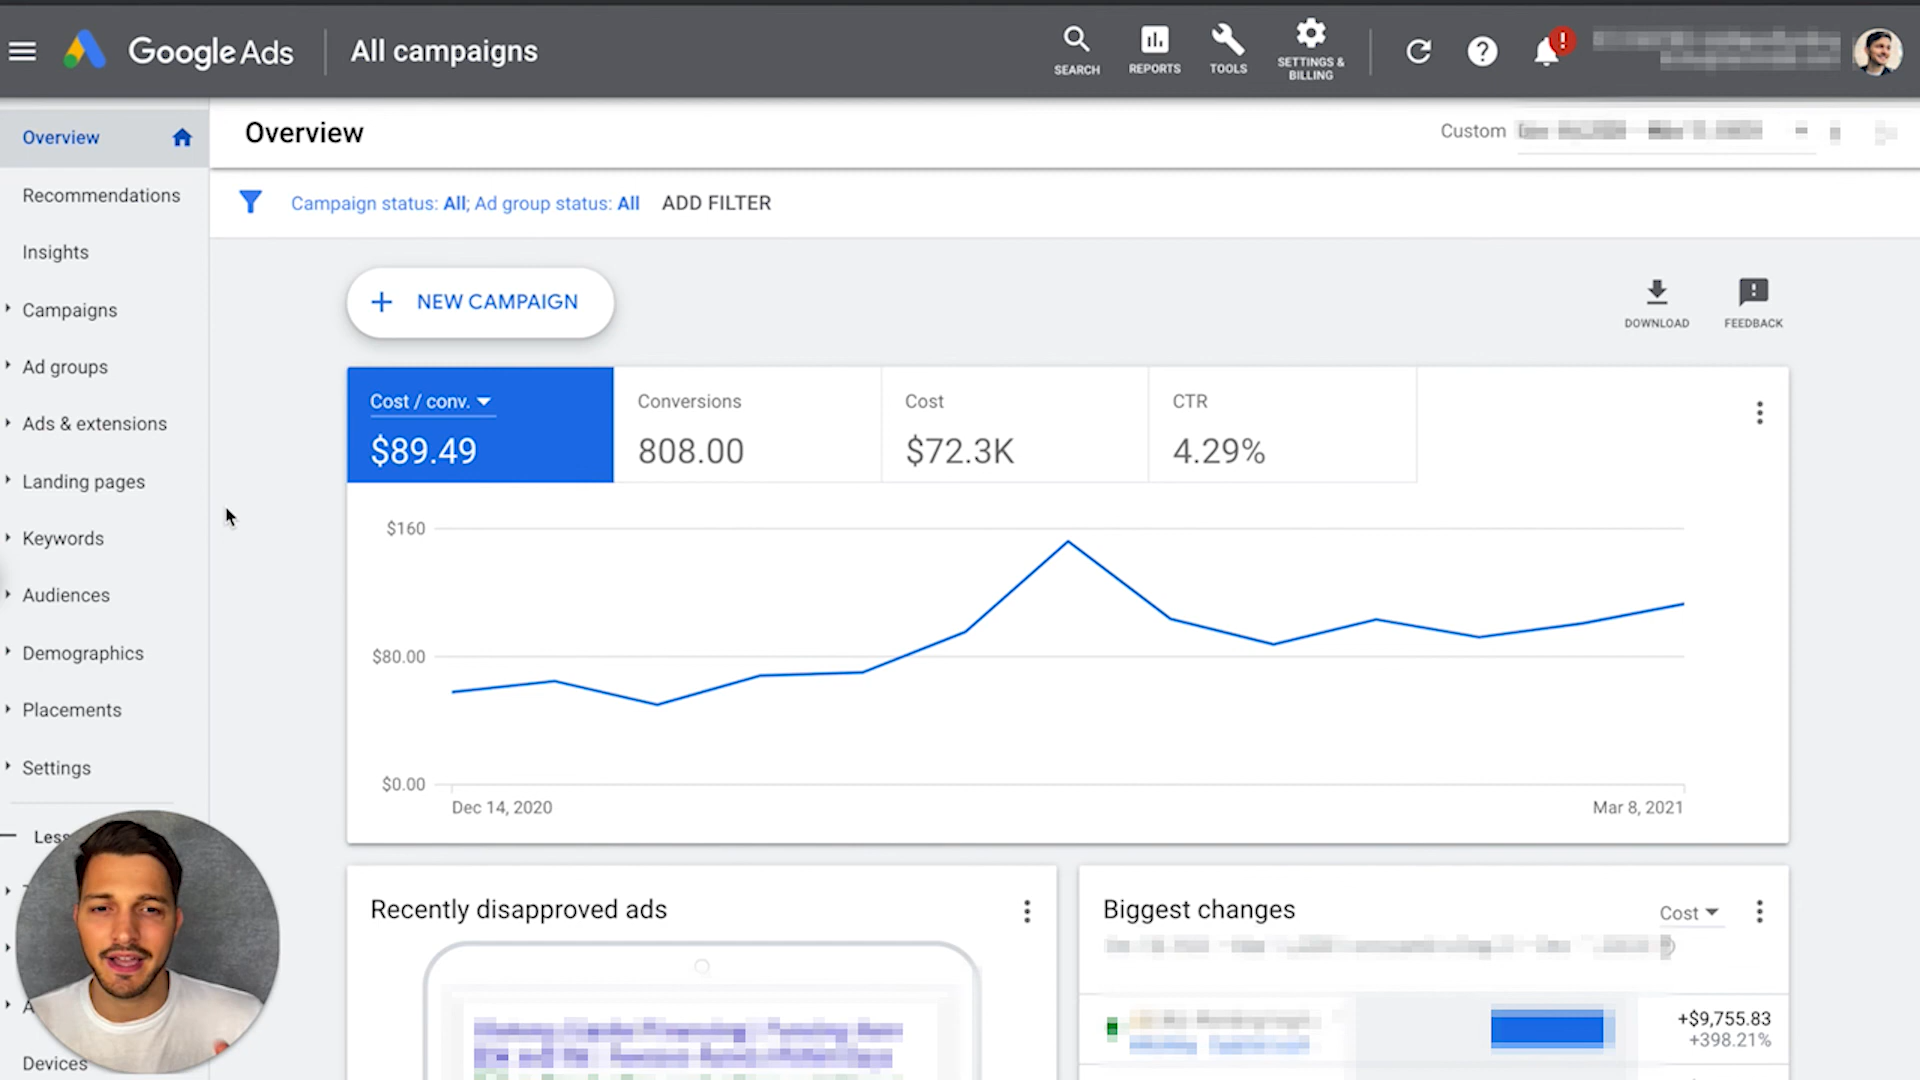 Google Ads
All campaigns
SEARCH
REPORTS
TOOLS
SETTINGS &
BILLING
Overview
Recommendations
Insights
Campaigns
Ad groups
Ads & extensions
Landing pages
Keywords
Audiences
Demographics
Placements
Settings
Less
Devices
Overview
Custom
Campaign status: All; Ad group status: All ADD FILTER
NEW CAMPAIGN
DOWNLOAD
FEEDBACK
Cost / conv.
$89.49
Conversions
808.00
Cost
$72.3K
CTR
4.29%
$160
$80.00
$0.00
Dec 14, 2020
Mar 8, 2021
Recently disapproved ads
Biggest changes
Cost
+$9,755.83
+398.21%